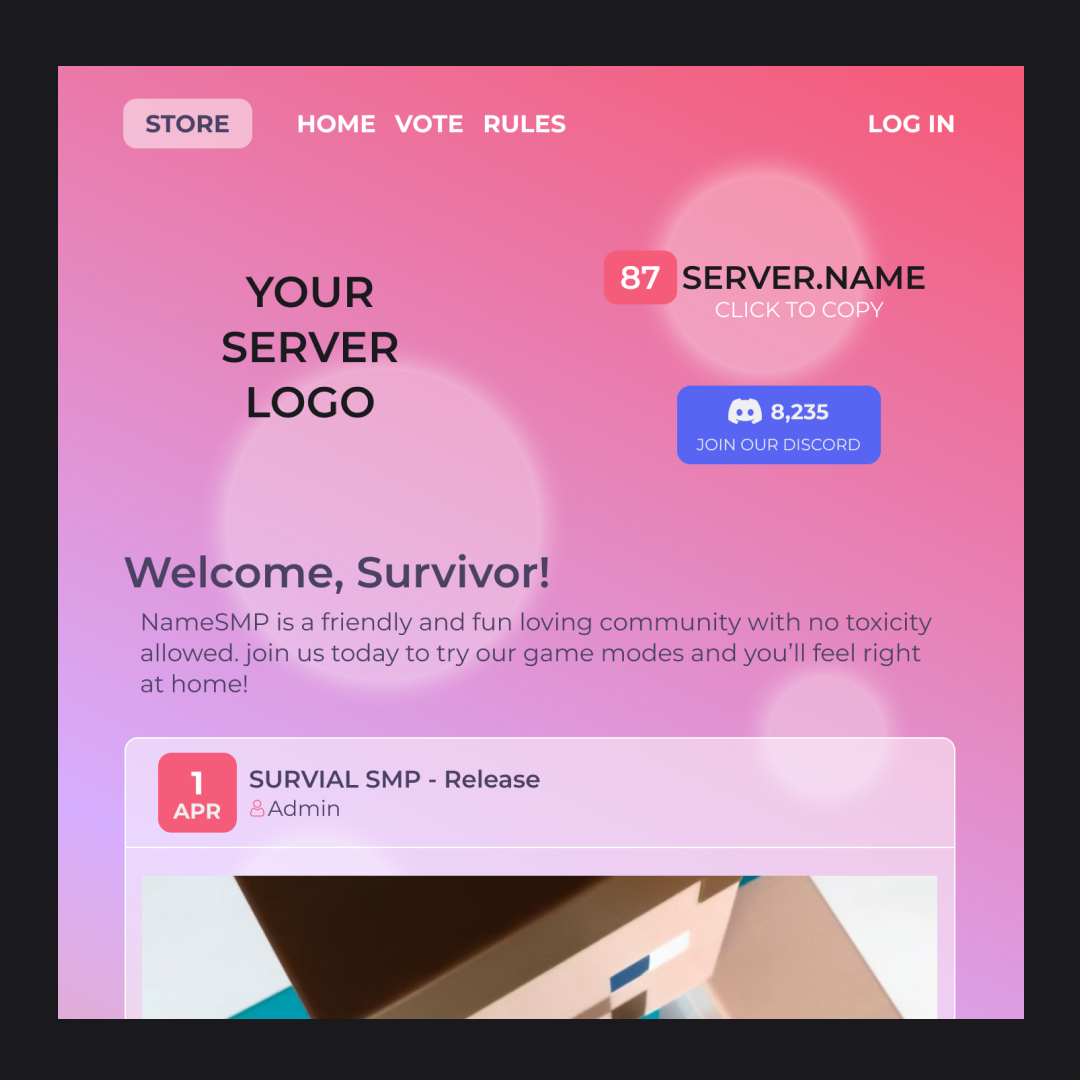 STORE HOME VOTE RULES LOG IN
YOUR
SERVER
LOGO
87 SERVER.NAME
CLICK TO COPY
8,235
JOIN OUR DISCORD
Welcome, Survivor!
NameSMP is a friendly and fun loving community with no toxicity
allowed. join us today to try our game modes and you’ll feel right
at home!
1
APR
SURVIAL SMP - Release
Admin